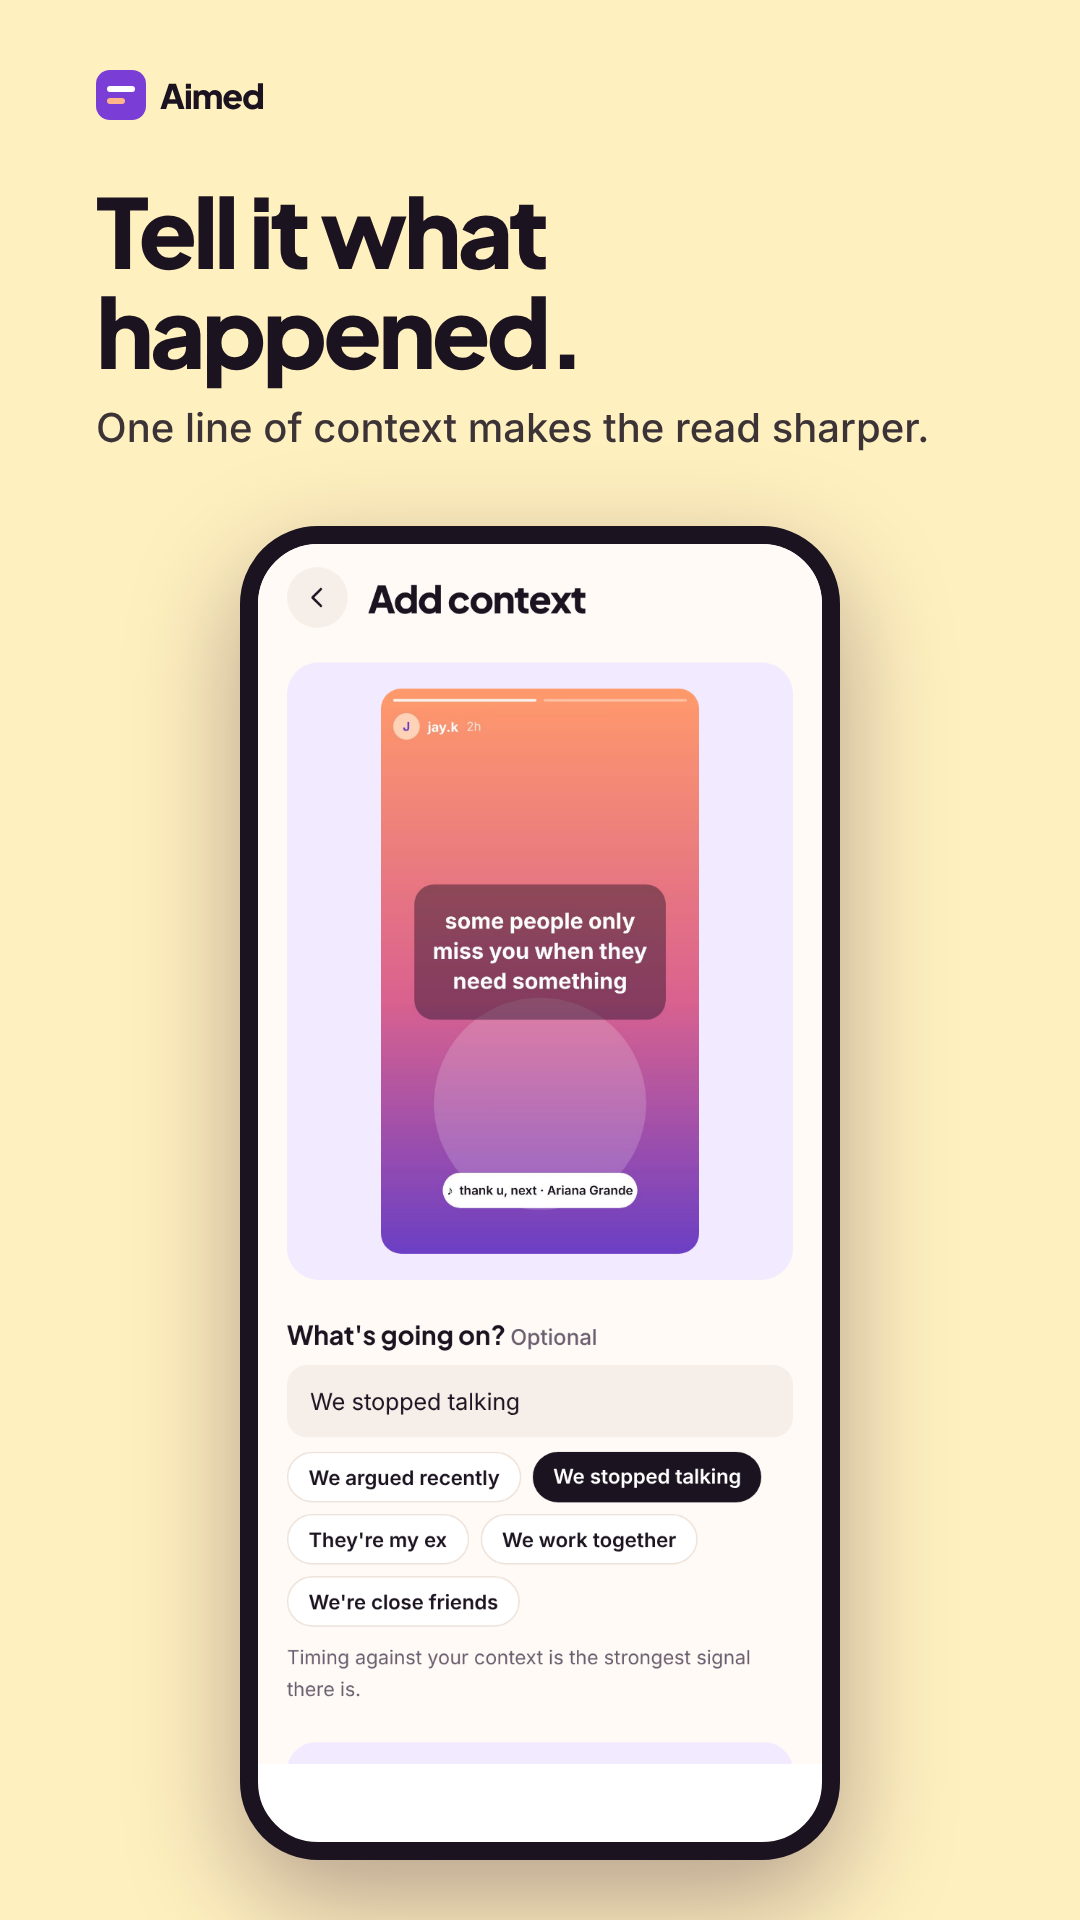 Aimed
Tell it what
happened.
One line of context makes the read sharper.
Add context
J jay.k 2h
some people only
miss you when they
need something
♪ thank u, next · Ariana Grande
What's going on? Optional
We stopped talking
We argued recently We stopped talking
They're my ex We work together
We're close friends
Timing against your context is the strongest signal
there is.